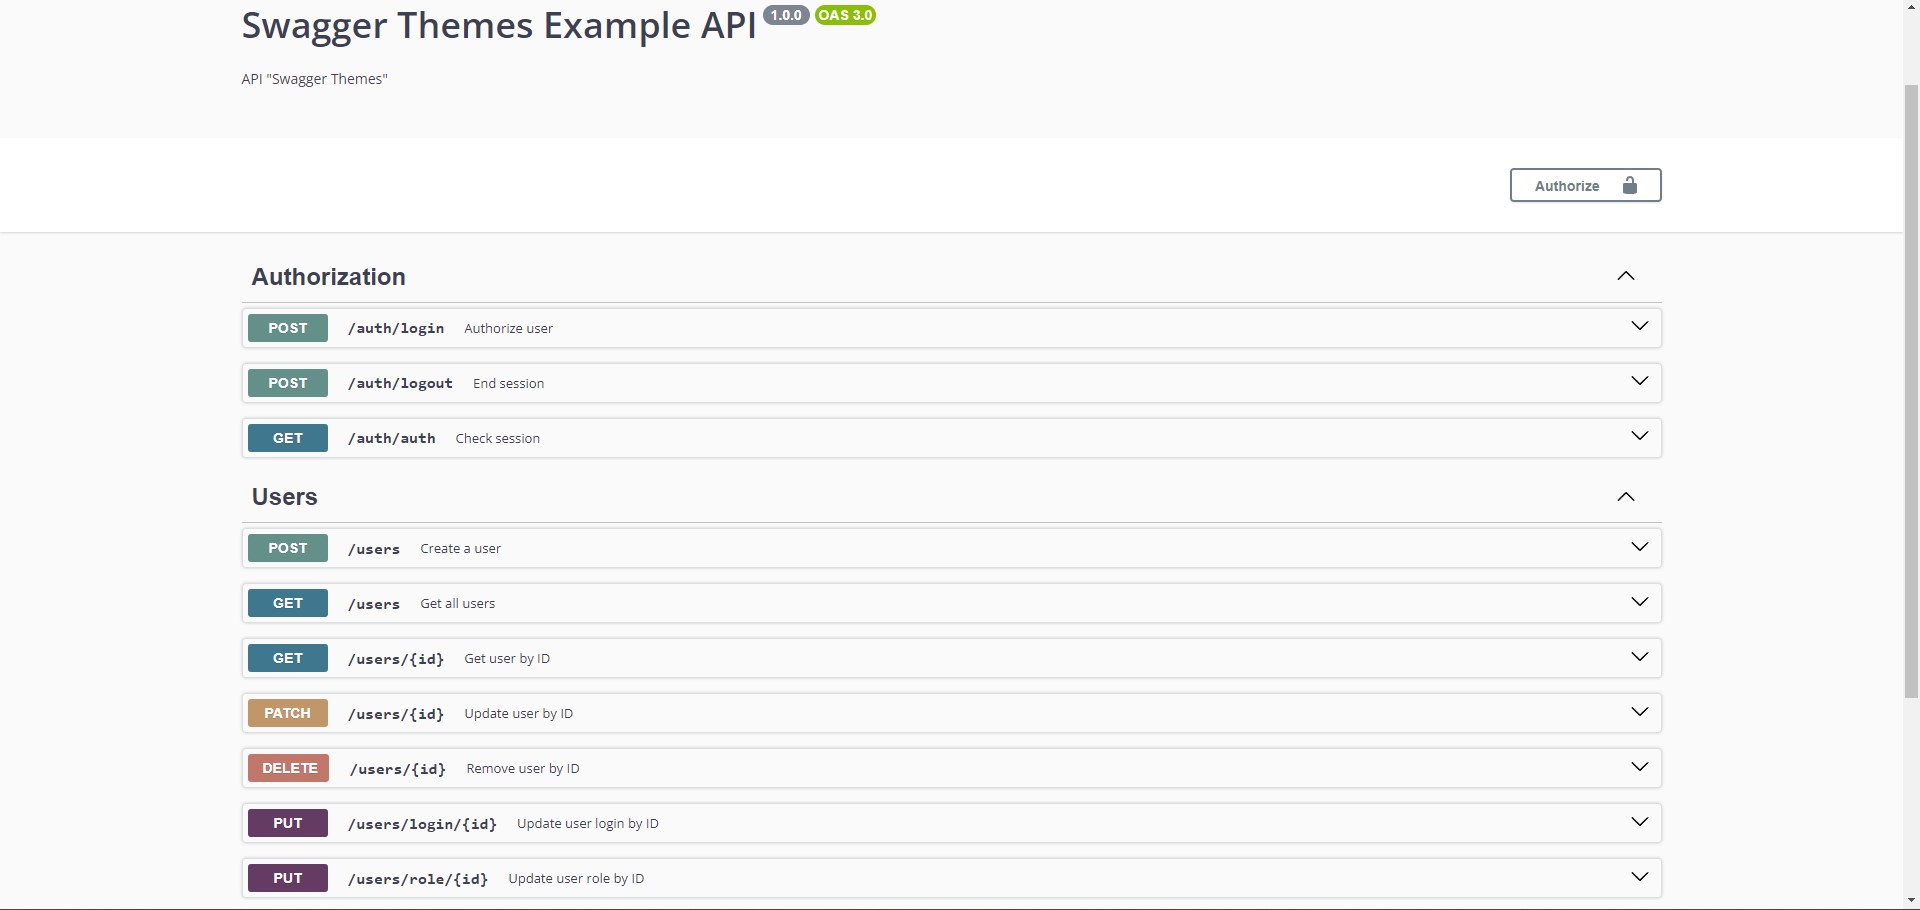 Swagger Themes Example API 1.0.0 OAS 3.0
API "Swagger Themes"
Authorize
Authorization
POST /auth/login Authorize user
POST /auth/logout End session
GET /auth/auth Check session
Users
POST /users Create a user
GET /users Get all users
GET /users/{id} Get user by ID
PATCH /users/{id} Update user by ID
DELETE /users/{id} Remove user by ID
PUT /users/login/{id} Update user login by ID
PUT /users/role/{id} Update user role by ID